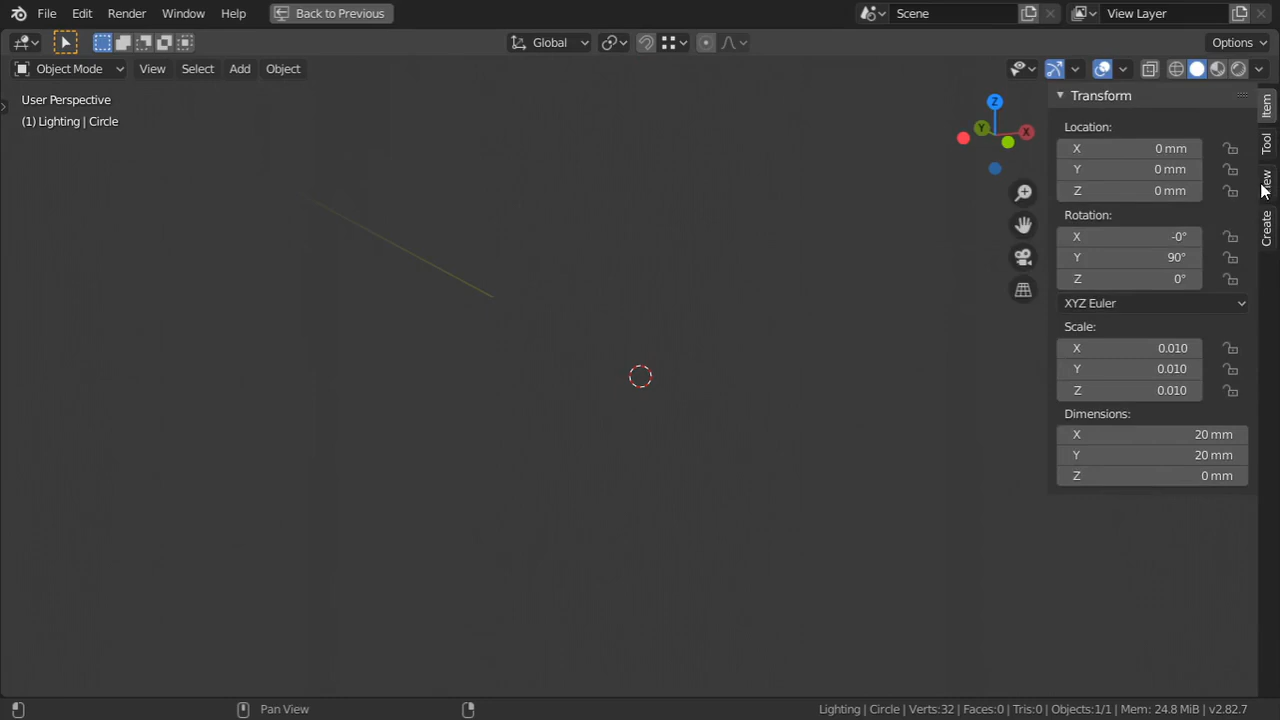 File Edit Render Window Help Back to Previous Scene View Layer
Global Options
Object Mode View Select Add Object
User Perspective
(1) Lighting | Circle
Z
Y
X
Transform
Location:
X 0 mm
Y 0 mm
Z 0 mm
Rotation:
X -0°
Y 90°
Z 0°
XYZ Euler
Scale:
X 0.010
Y 0.010
Z 0.010
Dimensions:
X 20 mm
Y 20 mm
Z 0 mm
Item
Tool
Create
Pan View
Lighting | Circle | Verts:32 | Faces:0 | Tris:0 | Objects:1/1 | Mem: 24.8 MiB | v2.82.7